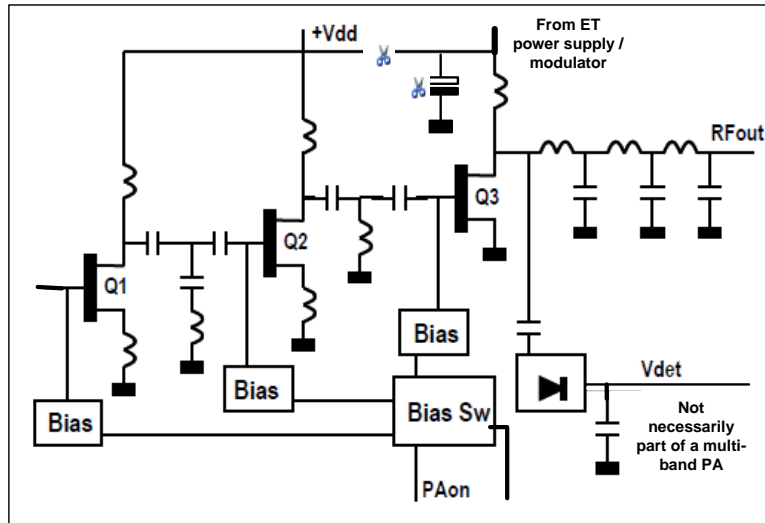 +Vdd
From ET
power supply /
modulator
RFout
Q3
Q2
Q1
Bias
Bias
Bias
Bias Sw
Vdet
Not
necessarily
part of a multi-
band PA
PAon